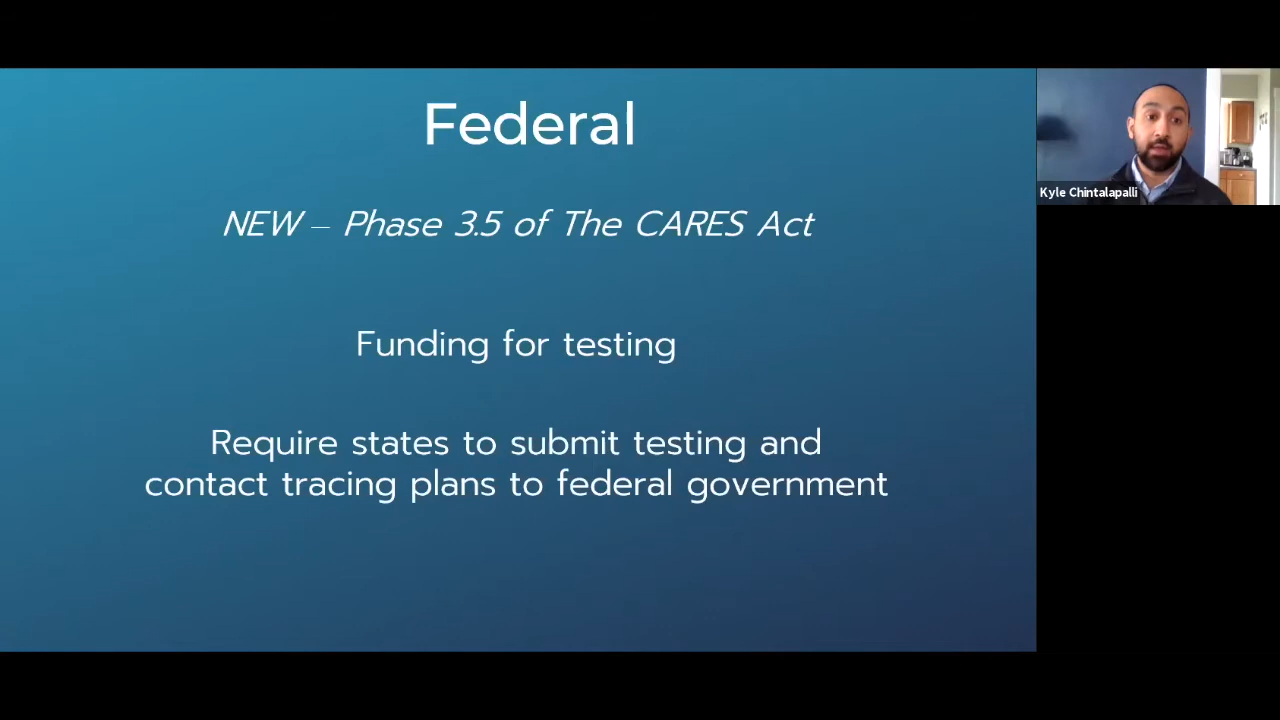 Federal
NEW – Phase 3.5 of The CARES Act
Funding for testing
Require states to submit testing and
contact tracing plans to federal government
Kyle Chintalapalli